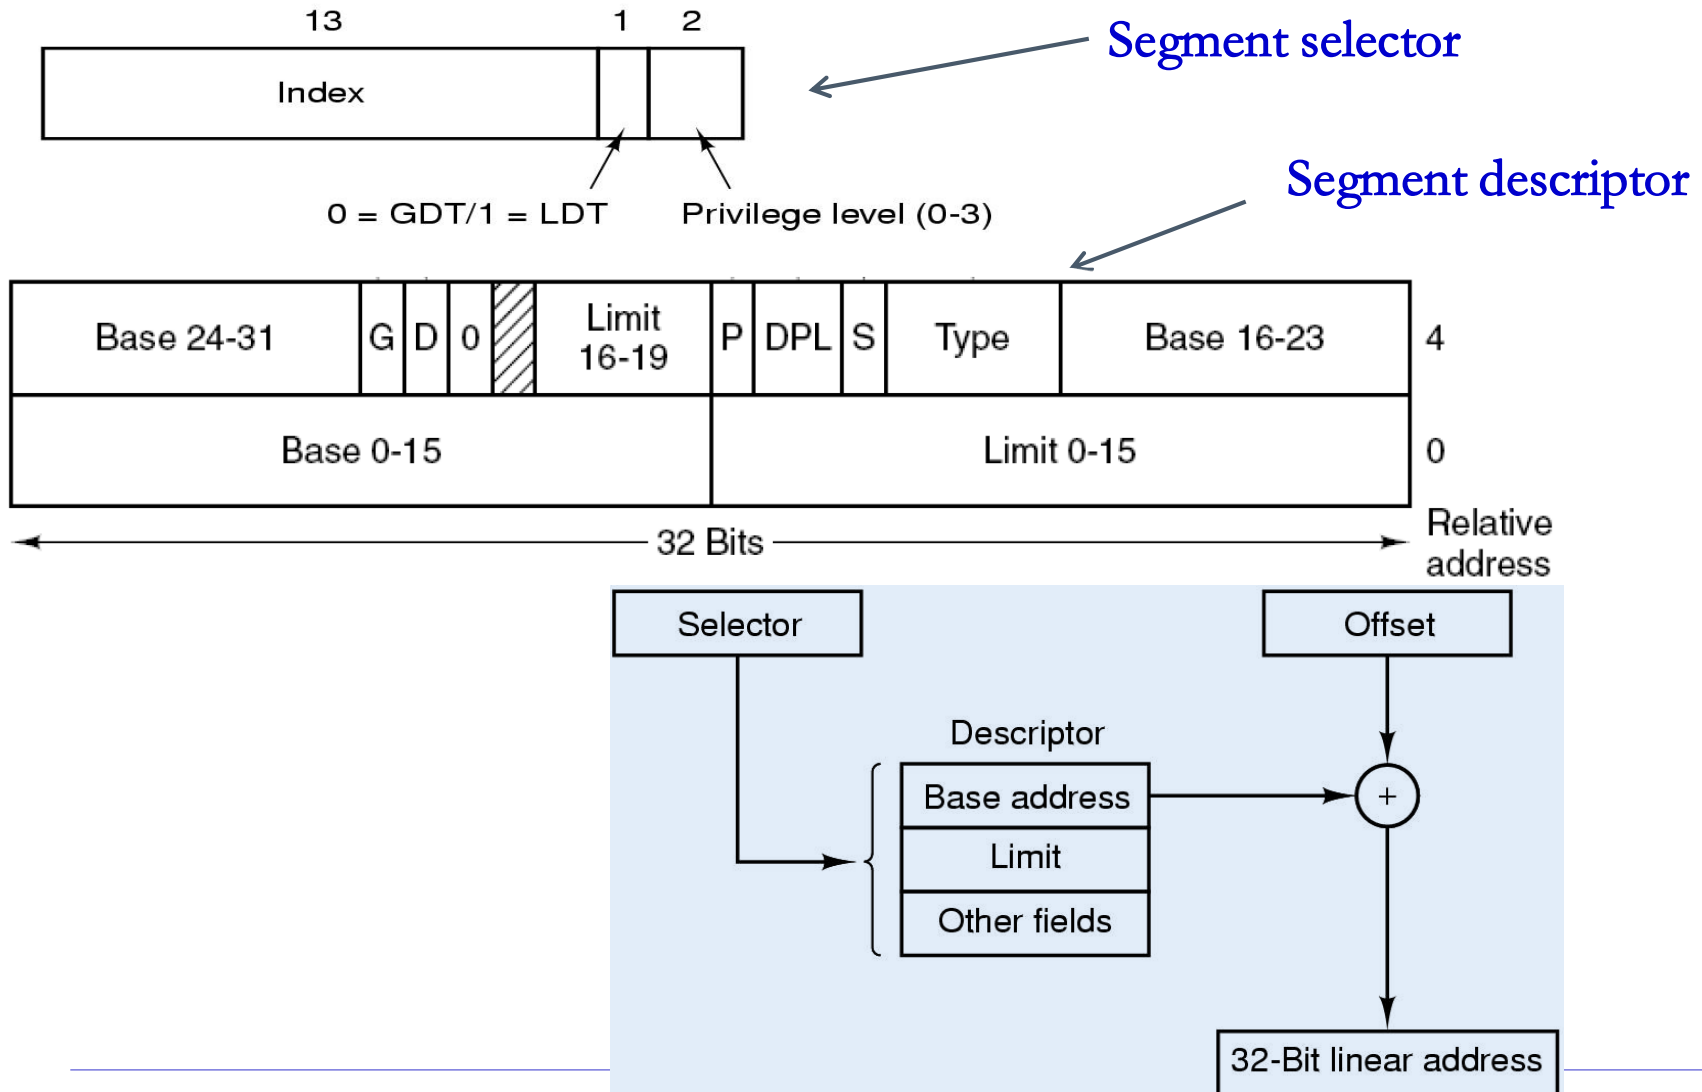 13 1 2
Segment selector
Index
Segment descriptor
0 = GDT/1 = LDT Privilege level (0-3)
Base 24-31 G D 0 Limit 16-19 P DPL S Type Base 16-23 4
Base 0-15 Limit 0-15 0
32 Bits
Relative
address
Selector Offset
Descriptor
Base address +
Limit
Other fields
32-Bit linear address